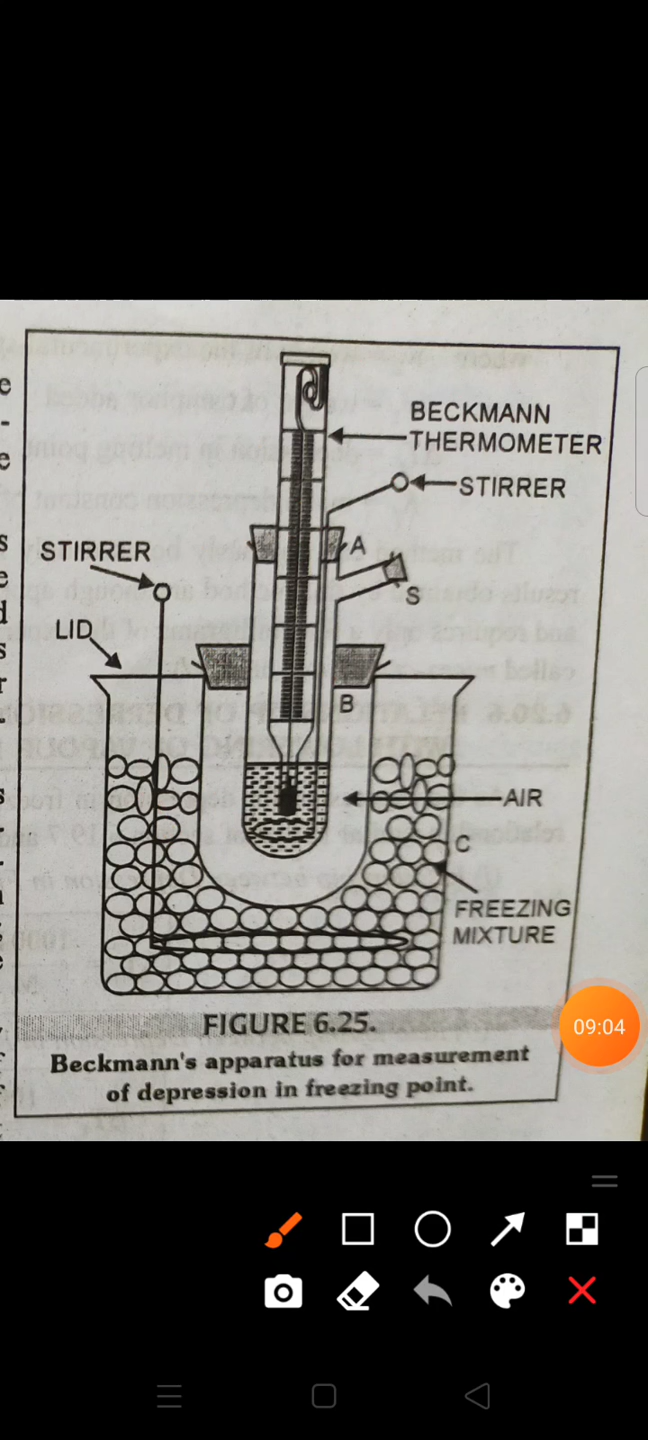 BECKMANN
THERMOMETER
STIRRER
A
STIRRER
S
LID
B
AIR
C
FREEZING
MIXTURE
FIGURE 6.25.
Beckmann's apparatus for measurement
of depression in freezing point.
09:04